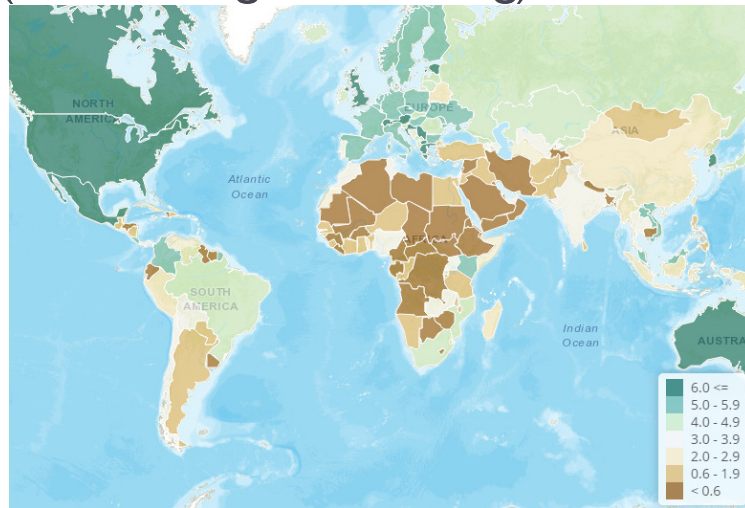 NORTH
AMERICA
EUROPE
ASIA
Atlantic
Ocean
AFRICA
SOUTH
AMERICA
Indian
Ocean
AUSTRA
6.0 <=
5.0 - 5.9
4.0 - 4.9
3.0 - 3.9
2.0 - 2.9
0.6 - 1.9
< 0.6